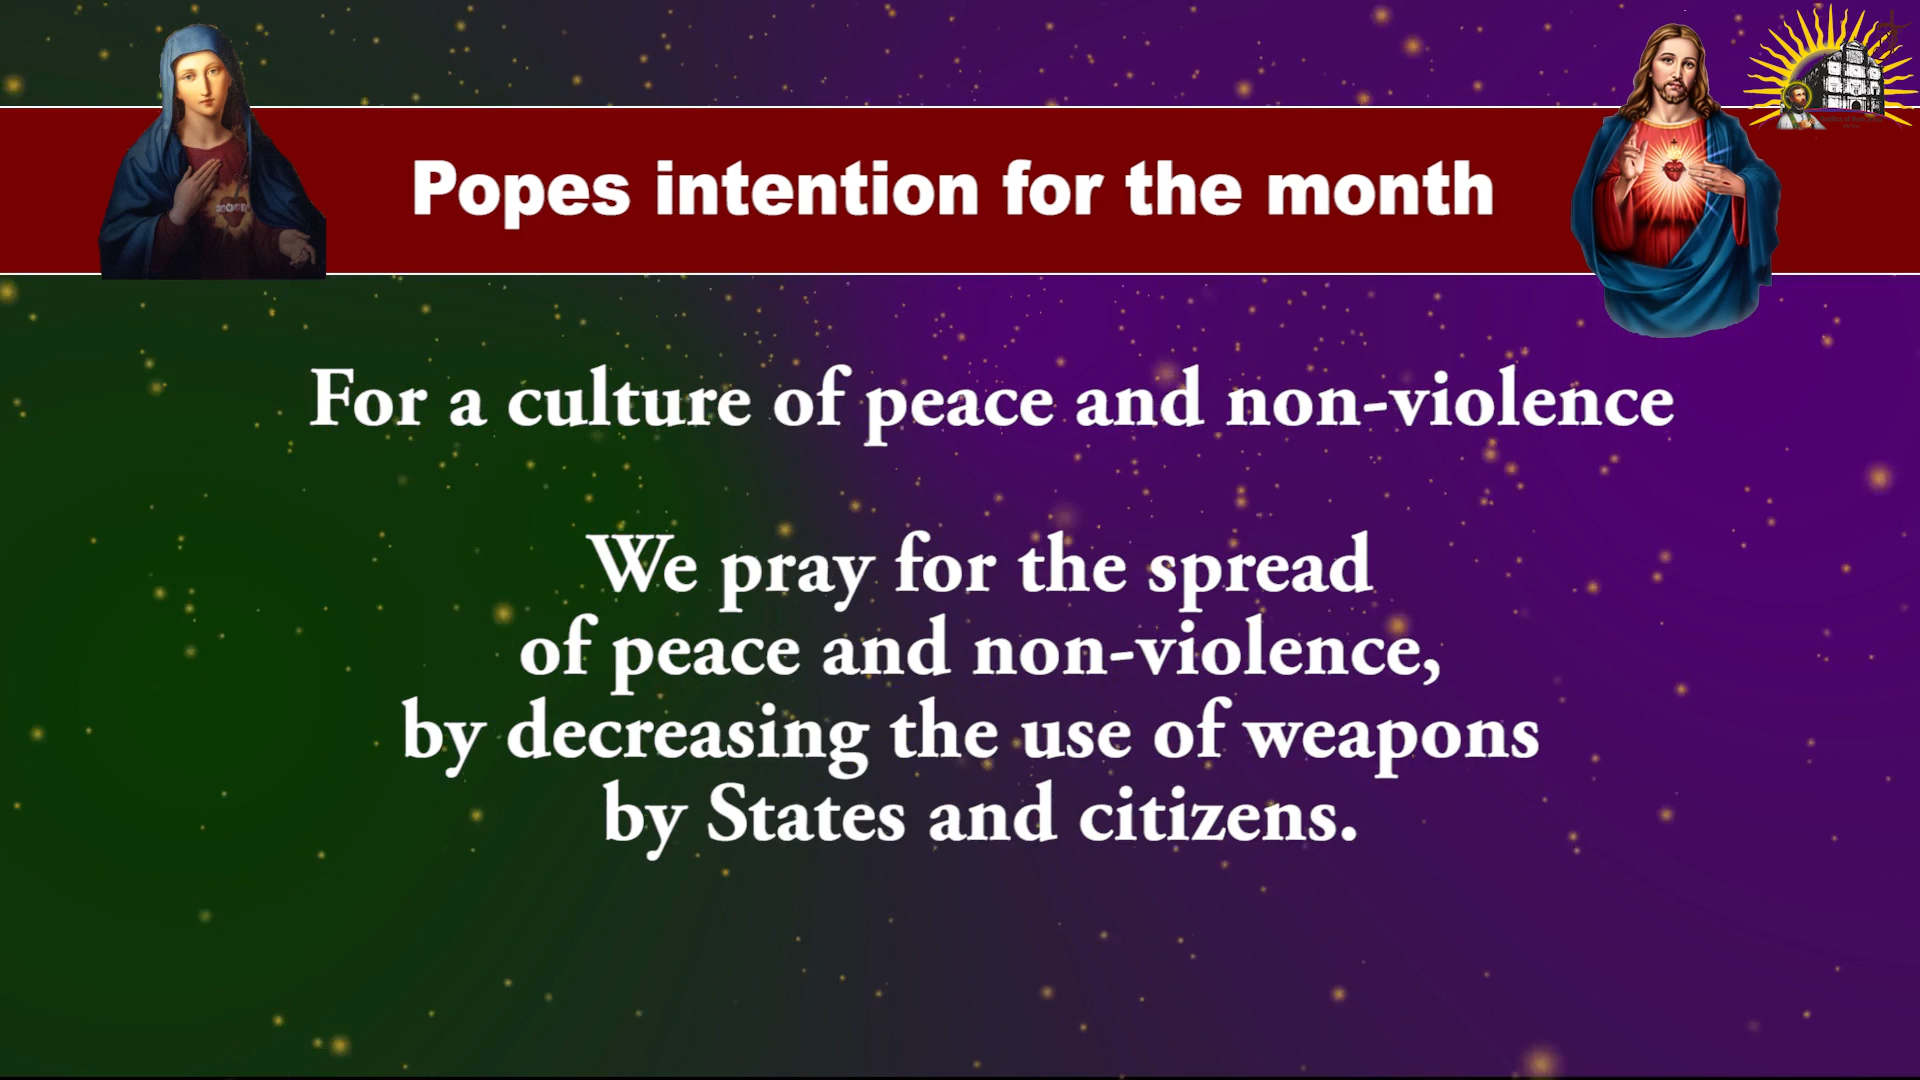 Popes intention for the month
For a culture of peace and non-violence
We pray for the spread
of peace and non-violence,
by decreasing the use of weapons
by States and citizens.